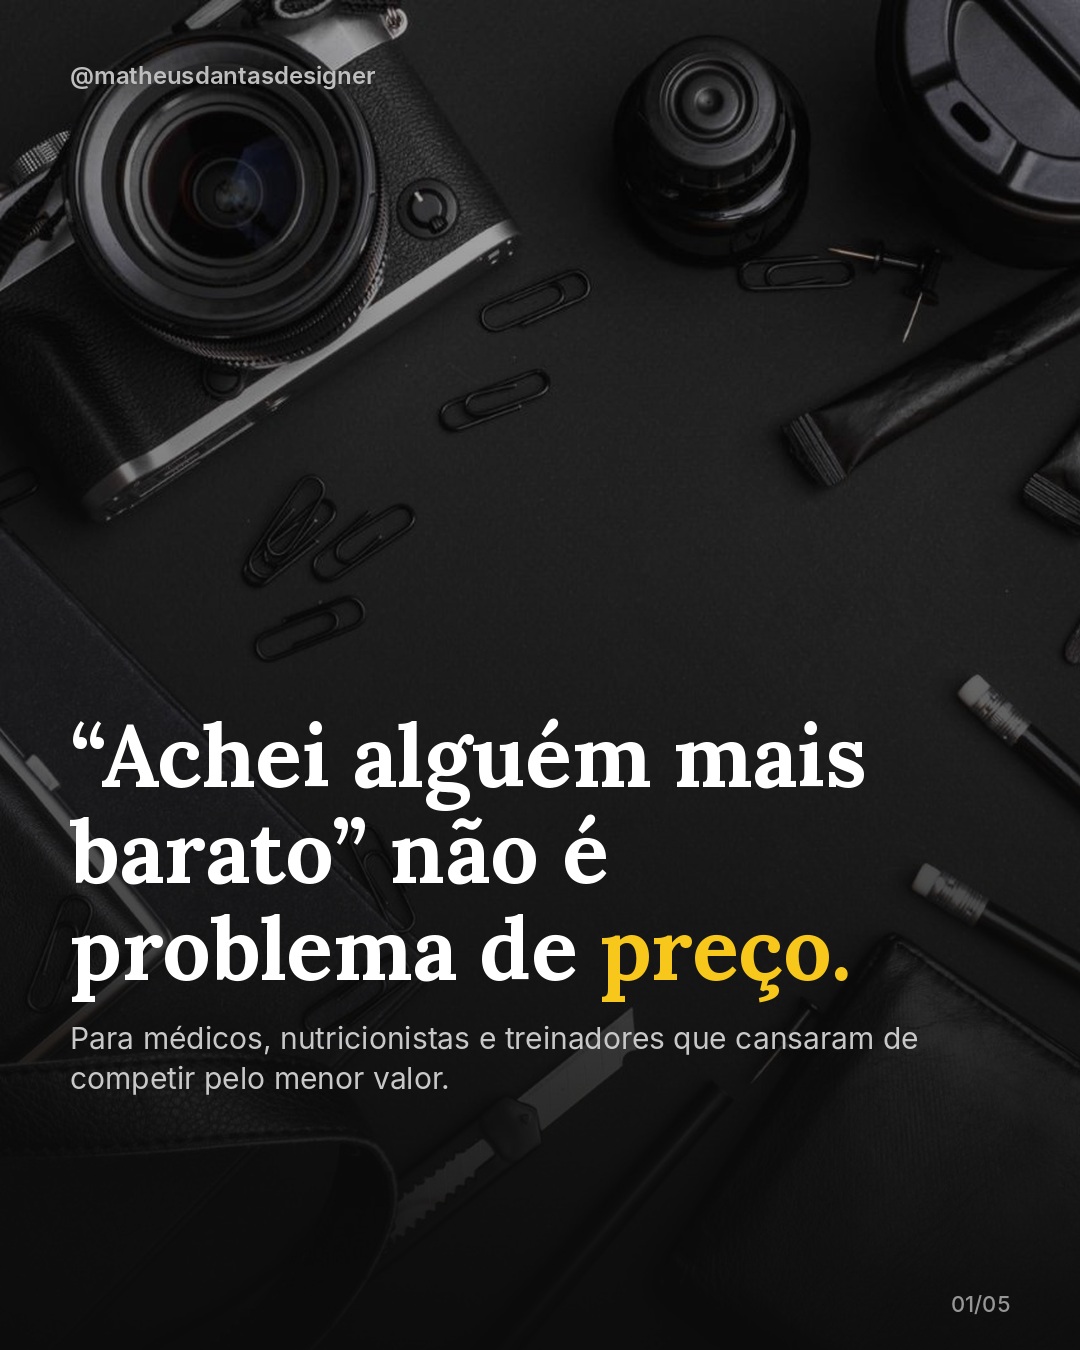 @matheusdantasdesigner
“Achei alguém mais
barato” não é
problema de preço.
Para médicos, nutricionistas e treinadores que cansaram de
competir pelo menor valor.
01/05